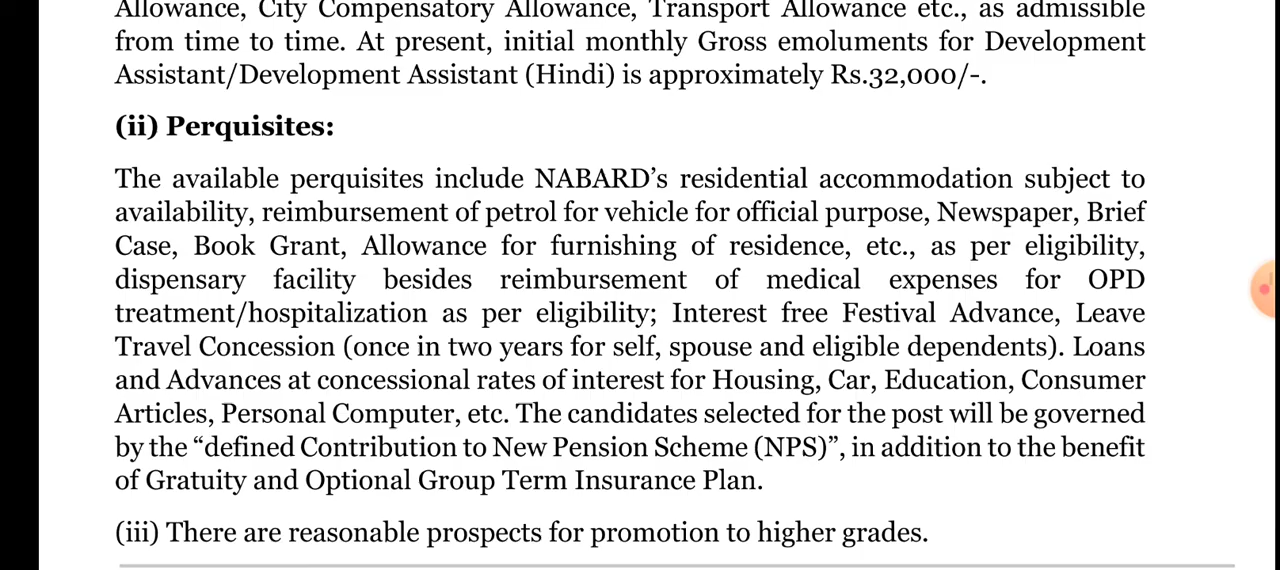 Allowance, City Compensatory Allowance, Transport Allowance etc., as admissible
from time to time. At present, initial monthly Gross emoluments for Development
Assistant/Development Assistant (Hindi) is approximately Rs.32,000/-.
(ii) Perquisites:
The available perquisites include NABARD’s residential accommodation subject to
availability, reimbursement of petrol for vehicle for official purpose, Newspaper, Brief
Case, Book Grant, Allowance for furnishing of residence, etc., as per eligibility,
dispensary facility besides reimbursement of medical expenses for OPD
treatment/hospitalization as per eligibility; Interest free Festival Advance, Leave
Travel Concession (once in two years for self, spouse and eligible dependents). Loans
and Advances at concessional rates of interest for Housing, Car, Education, Consumer
Articles, Personal Computer, etc. The candidates selected for the post will be governed
by the “defined Contribution to New Pension Scheme (NPS)”, in addition to the benefit
of Gratuity and Optional Group Term Insurance Plan.
(iii) There are reasonable prospects for promotion to higher grades.